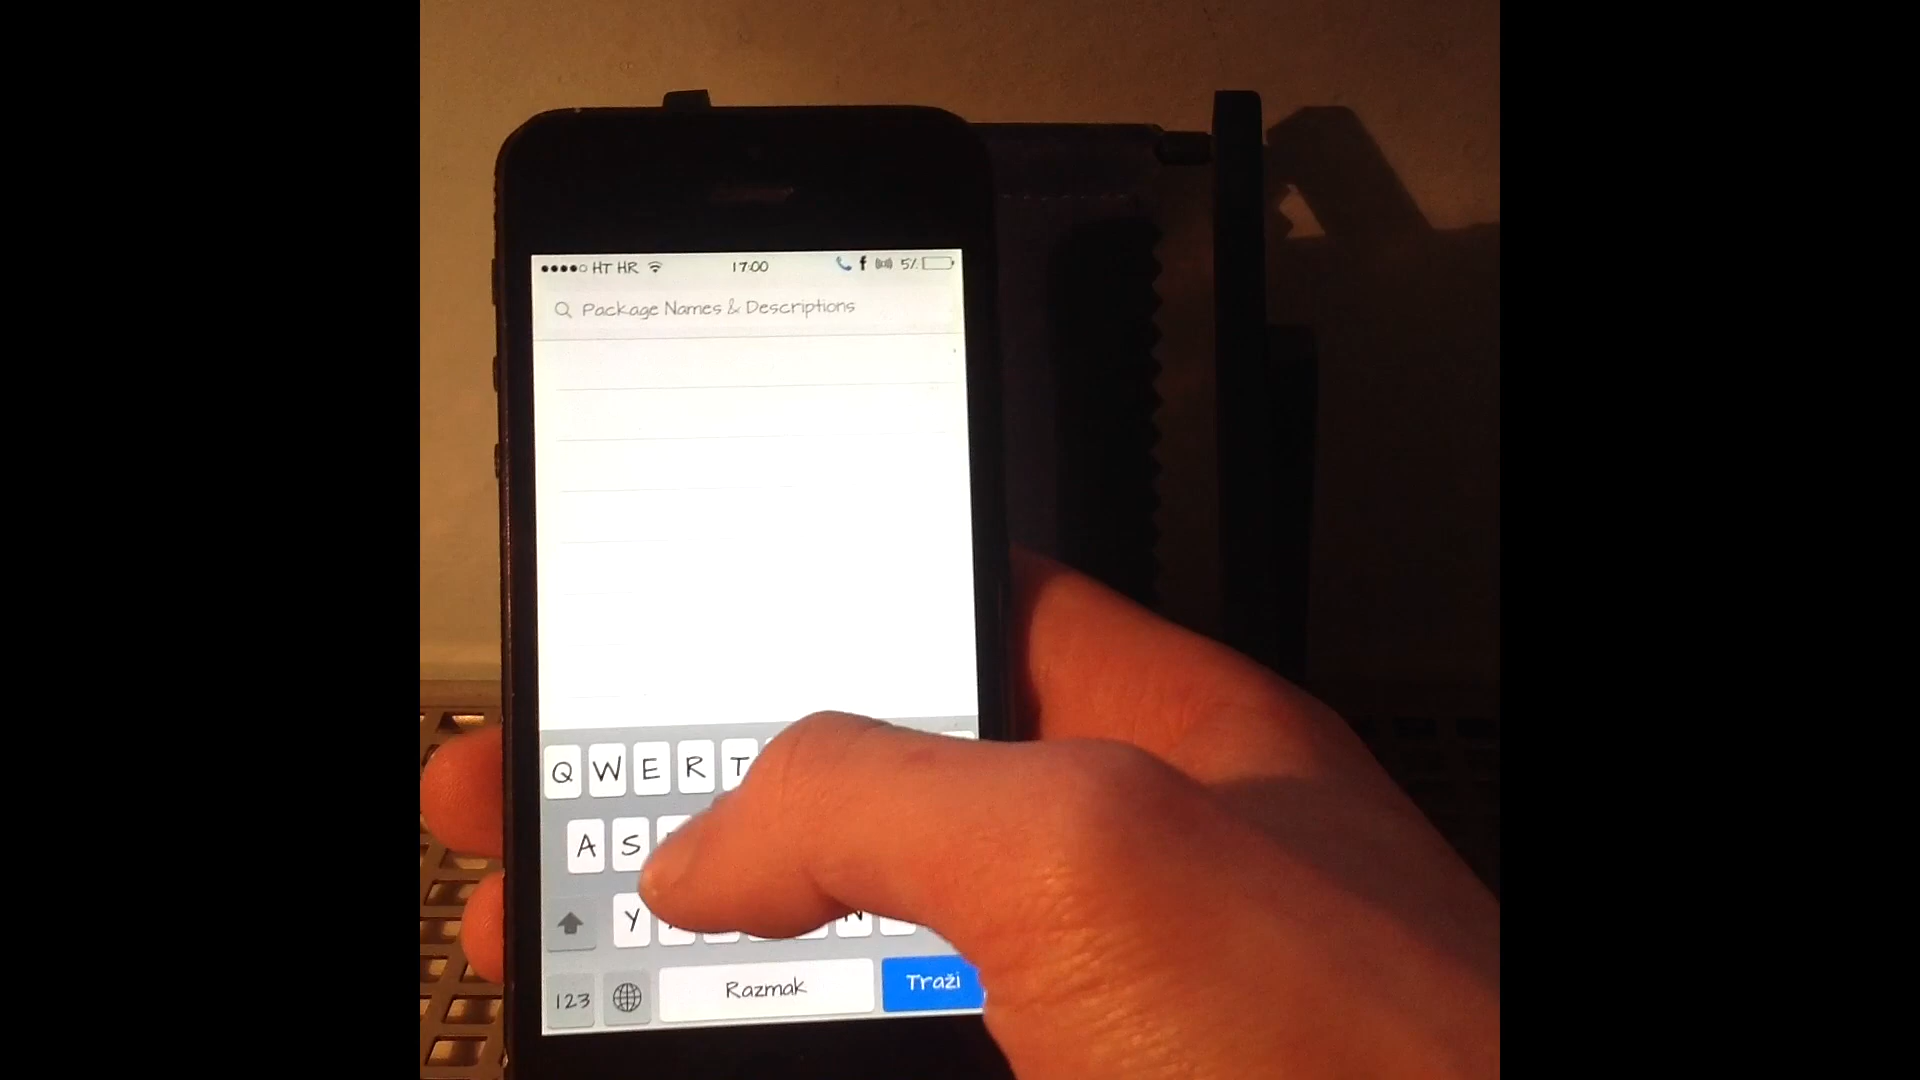 HT HR 17:00 5%
Package Names & Descriptions
Q W E R T
A S
Y N
123 Razmak Traži